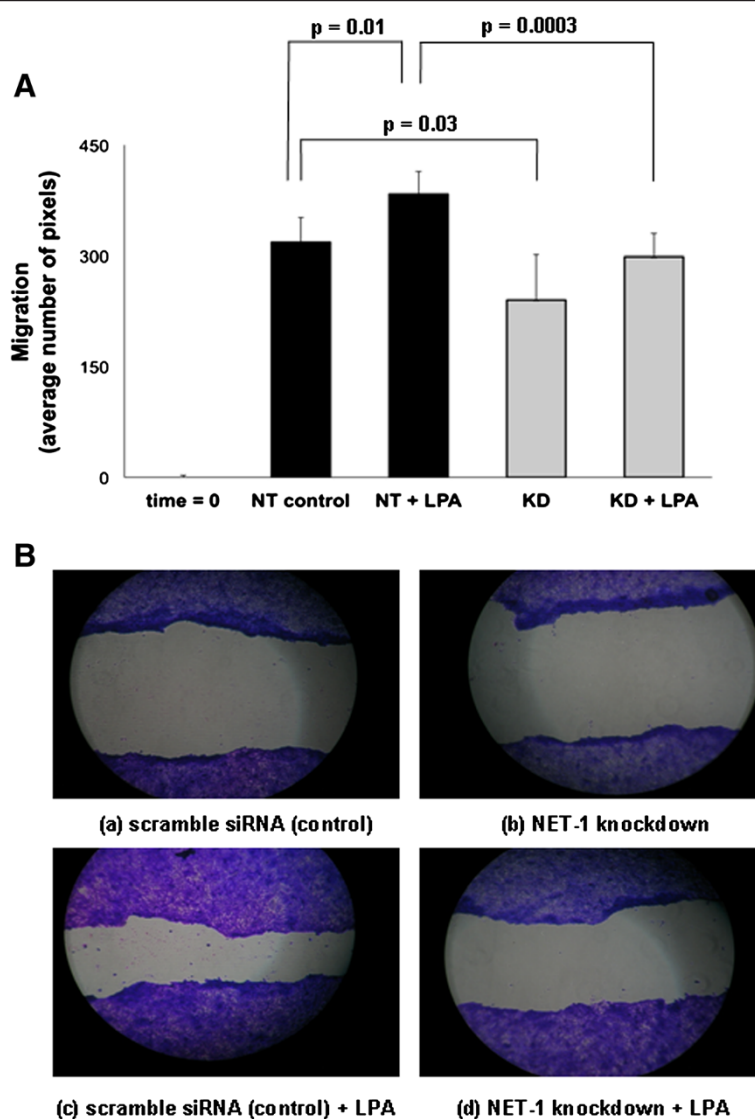 p = 0.01
p = 0.0003
A
p = 0.03
450
300
150
0
Migration
(average number of pixels)
time = 0 NT control NT + LPA KD KD + LPA
B
(a) scramble siRNA (control)
(b) NET-1 knockdown
(c) scramble siRNA (control) + LPA
(d) NET-1 knockdown + LPA